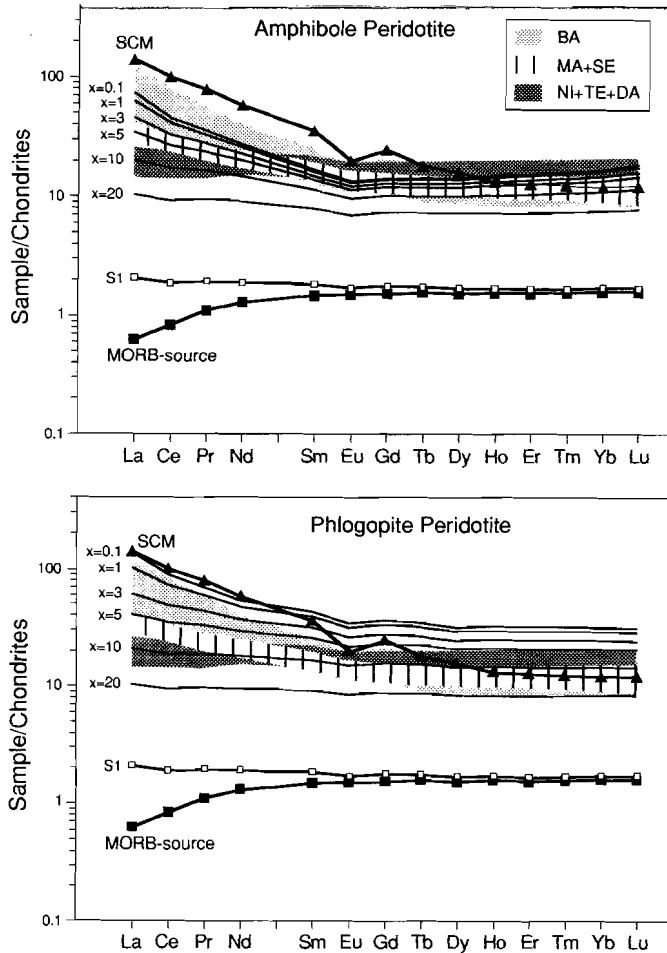 Amphibole Peridotite
BA
MA+SE
NI+TE+DA
SCM
x=0.1
x=1
x=3
x=5
x=10
x=20
S1
MORB-source
Sample/Chondrites
100
10
1
0.1
La Ce Pr Nd Sm Eu Gd Tb Dy Ho Er Tm Yb Lu
Phlogopite Peridotite
SCM
x=0.1
x=1
x=3
x=5
x=10
x=20
S1
MORB-source
Sample/Chondrites
100
10
1
0.1
La Ce Pr Nd Sm Eu Gd Tb Dy Ho Er Tm Yb Lu